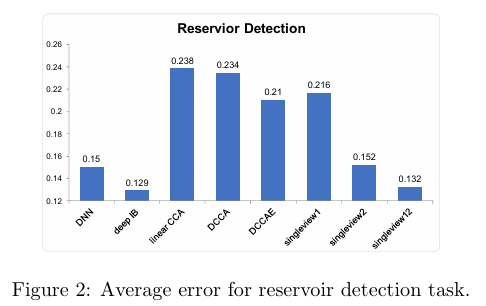 Reservior Detection
0.26
0.24
0.22
0.2
0.18
0.16
0.14
0.12
0.15
0.129
0.238
0.234
0.21
0.216
0.152
0.132
DNN
deep IB
linear CCA
DCCA
DCCAE
singleview1
singleview2
singleview12
Figure 2: Average error for reservoir detection task.